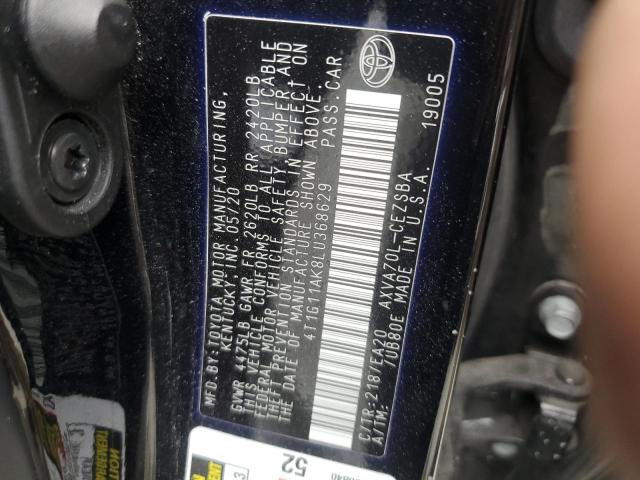 MFD.BY:TOYOTA MOTOR MANUFACTURING,
KENTUCKY, INC. 05/20
GVWR 4475LB GAWR FR 2620LB RR 2420LB
THIS VEHICLE CONFORMS TO ALL APPLICABLE
FEDERAL MOTOR VEHICLE SAFETY, BUMPER AND
THEFT PREVENTION STANDARDS IN EFFECT ON
THE DATE OF MANUFACTURE SHOWN ABOVE.
4T1G11AK8LU368629 PASS.CAR
C/TR:218/EA20 AXVA70L-CEZSBA
A/TM: UB80E MADE IN U.S.A. 19005
52